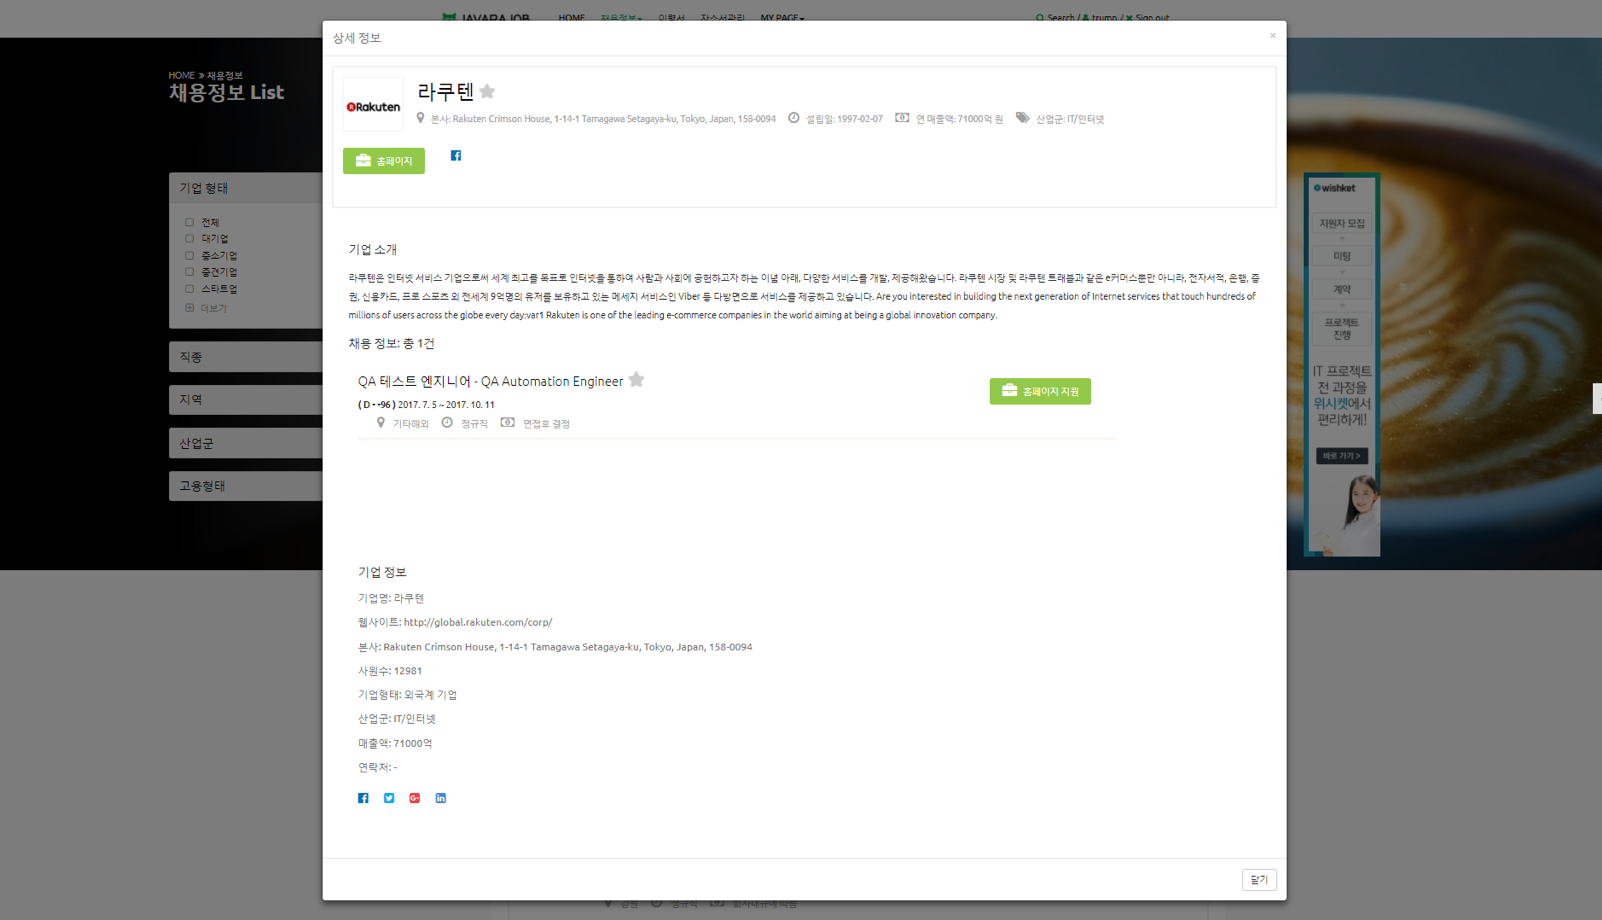 JAVARA JOB HOME 채용정보 이력서 자소서관리 MY PAGE Search / trump / Sign out
상세 정보 ×
HOME » 채용정보
채용정보 List
Rakuten
라쿠텐
본사: Rakuten Crimson House, 1-14-1 Tamagawa Setagaya-ku, Tokyo, Japan, 158-0094 설립일: 1997-02-07 연 매출액: 71000억 원 산업군: IT/인터넷
홈페이지
기업 형태
전체
대기업
중소기업
중견기업
스타트업
더보기
직종
지역
산업군
고용형태
기업 소개
라쿠텐은 인터넷 서비스 기업으로써 세계 최고를 목표로 인터넷을 통하여 사람과 사회에 공헌하고자 하는 이념 아래, 다양한 서비스를 개발, 제공해왔습니다. 라쿠텐 시장 및 라쿠텐 트래블과 같은 e커머스뿐만 아니라, 전자서적, 은행, 증
권, 신용카드, 프로 스포츠 외 전세계 9억명의 유저를 보유하고 있는 메세지 서비스인 Viber 등 다방면으로 서비스를 제공하고 있습니다. Are you interested in building the next generation of Internet services that touch hundreds of
millions of users across the globe every day:var1 Rakuten is one of the leading e-commerce companies in the world aiming at being a global innovation company.
채용 정보: 총 1건
QA 테스트 엔지니어 - QA Automation Engineer
( D - -96 ) 2017. 7. 5 ~ 2017. 10. 11
기타해외 정규직 면접후 결정
홈페이지 지원
기업 정보
기업명: 라쿠텐
웹사이트: http://global.rakuten.com/corp/
본사: Rakuten Crimson House, 1-14-1 Tamagawa Setagaya-ku, Tokyo, Japan, 158-0094
사원수: 12981
기업형태: 외국계 기업
산업군: IT/인터넷
매출액: 71000억
연락처: -
닫기
wishket
지원자 모집
미팅
계약
프로젝트
진행
IT 프로젝트
전 과정을
위시켓에서
편리하게!
바로 가기 >
강원 정규직 회사내규에 따름